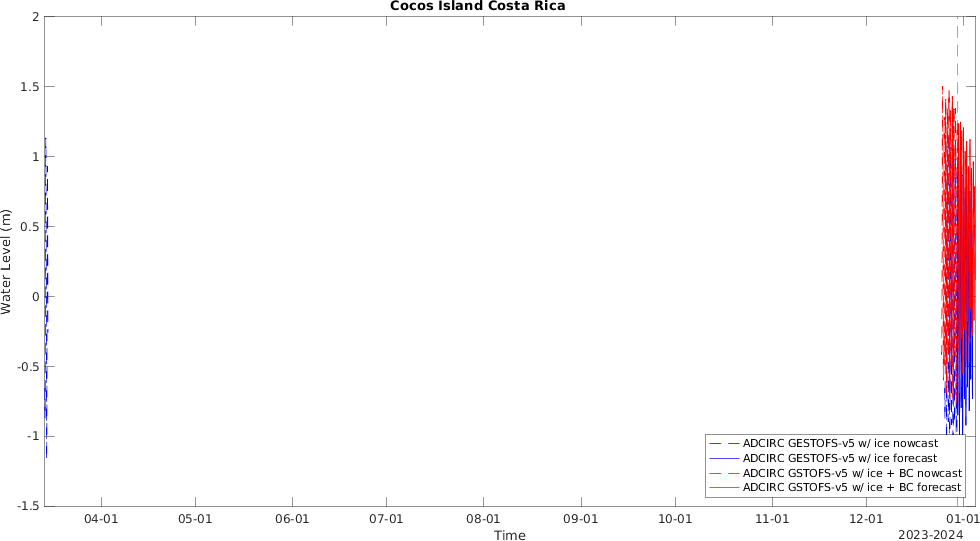 Cocos Island Costa Rica
2
1.5
1
0.5
0
-0.5
-1
-1.5
Water Level (m)
ADCIRC GESTOFS-v5 w/ ice nowcast
ADCIRC GESTOFS-v5 w/ ice forecast
ADCIRC GSTOFS-v5 w/ ice + BC nowcast
ADCIRC GSTOFS-v5 w/ ice + BC forecast
04-01 05-01 06-01 07-01 08-01 09-01 10-01 11-01 12-01 01-01
Time
2023-2024